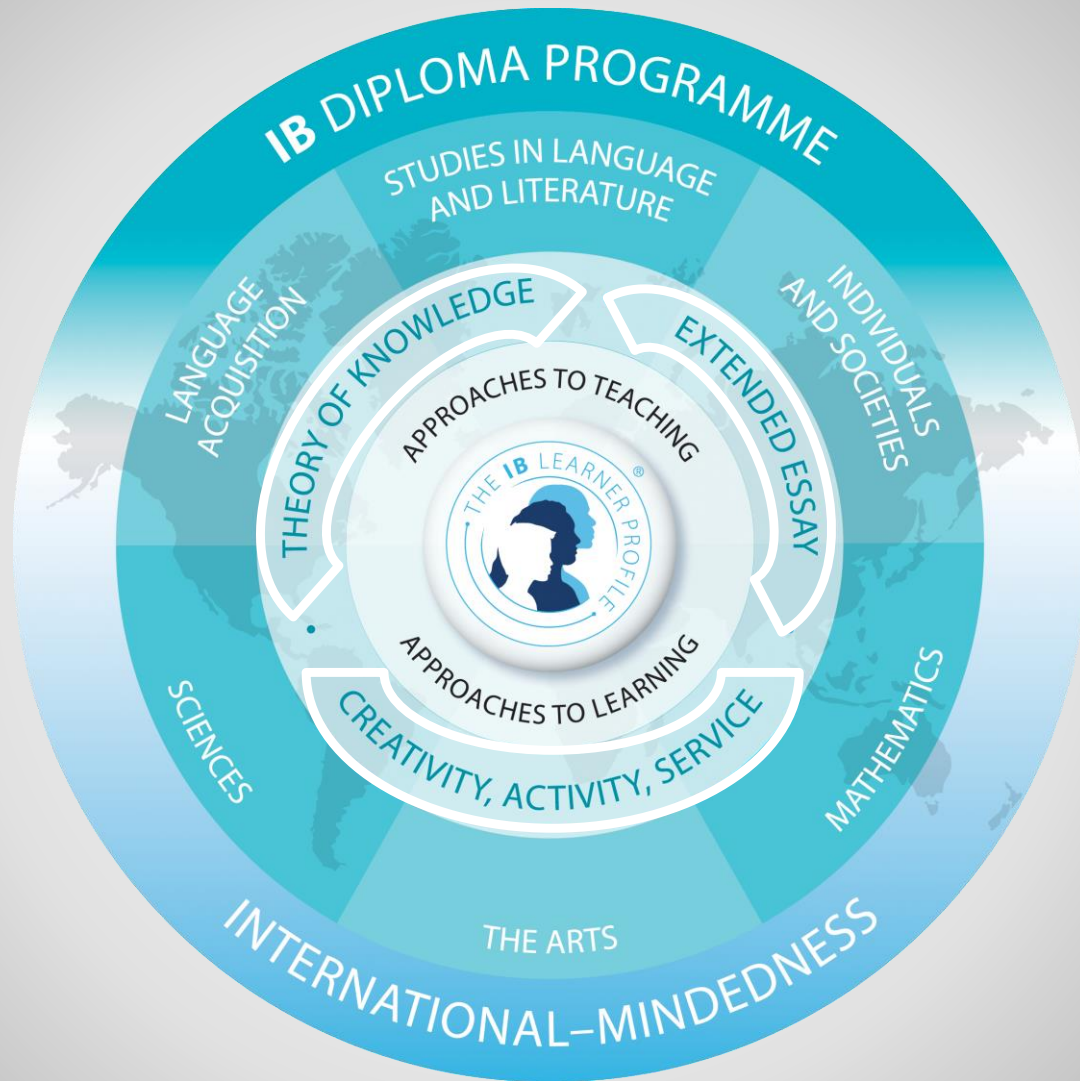 IB DIPLOMA PROGRAMME
STUDIES IN LANGUAGE
AND LITERATURE
LANGUAGE
ACQUISITION
INDIVIDUALS
AND SOCIETIES
THEORY OF KNOWLEDGE
EXTENDED ESSAY
APPROACHES TO TEACHING
• THE IB LEARNER PROFILE •
®
APPROACHES TO LEARNING
CREATIVITY, ACTIVITY, SERVICE
SCIENCES
MATHEMATICS
THE ARTS
INTERNATIONAL–MINDEDNESS